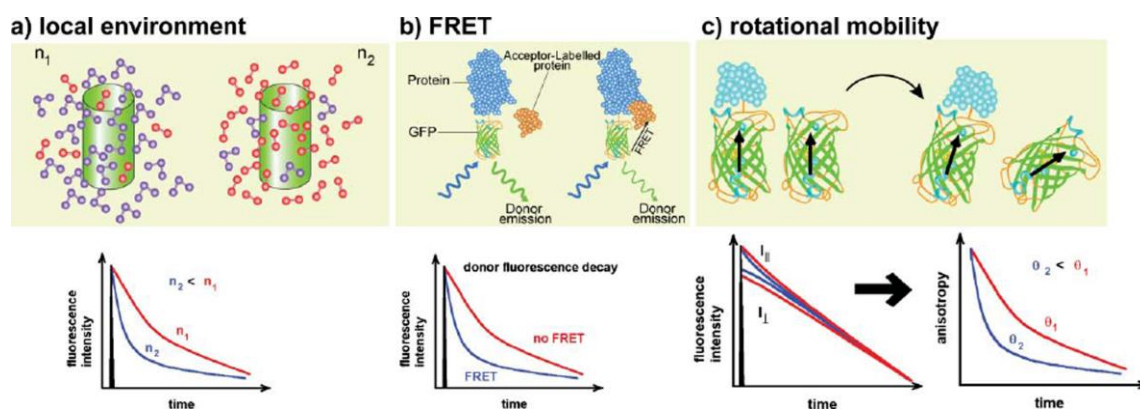 a) local environment
n1
n2
n2 < n1
n1
n2
fluorescence
intensity
time
b) FRET
Protein
Acceptor-Labelled
protein
GFP
FRET
Donor
emission
Donor
emission
donor fluorescence decay
no FRET
FRET
fluorescence
intensity
time
c) rotational mobility
I||
I⊥
fluorescence
intensity
time
θ2 < θ1
θ1
θ2
anisotropy
time